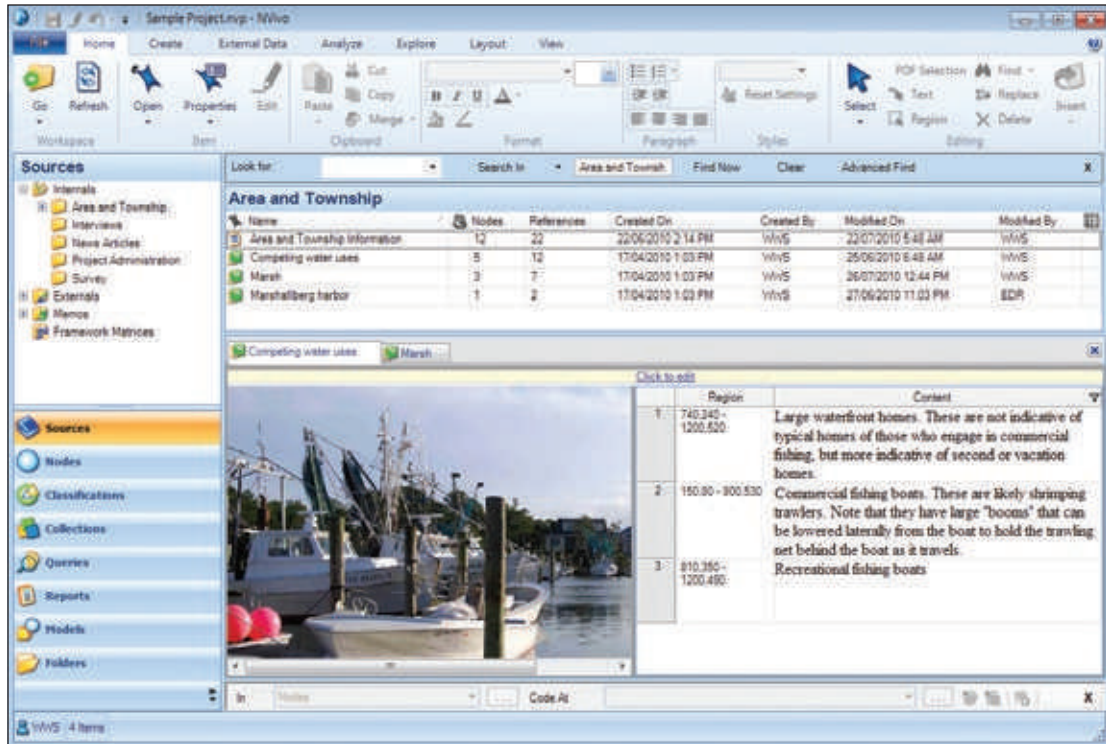 Sample Project.nvp - NVivo
Home Create External Data Analyze Explore Layout View
Go Refresh Open Properties Edit Paste Cut Copy Merge
B I U A
Reset Settings
Select PDF Selection Text Region Find Replace Delete Insert
Workspace Item Clipboard Format Paragraph Styles Editing
Sources
Internals
Area and Township
Interviews
News Articles
Project Administration
Survey
Externals
Memos
Framework Matrices
Look for: Search In Area and Townsh Find Now Clear Advanced Find X
Area and Township
Name Nodes References Created On Created By Modified On Modified By
Area and Township Information 12 22 22/06/2010 2:14 PM WWS 22/07/2010 5:48 AM WWS
Competing water uses 5 12 17/04/2010 1:03 PM WWS 25/06/2010 6:48 AM WWS
Marsh 3 7 17/04/2010 1:03 PM WWS 26/07/2010 12:44 PM WWS
Marshallberg harbor 1 2 17/04/2010 1:03 PM WWS 27/06/2010 11:03 PM EDR
Competing water uses Marsh
Click to edit
Region Content
1 740,340 - 1200,520
Large waterfront homes. These are not indicative of
typical homes of those who engage in commercial
fishing, but more indicative of second or vacation
homes.
2 150,90 - 900,530
Commercial fishing boats. These are likely shrimping
trawlers. Note that they have large "booms" that can
be lowered laterally from the boat to hold the trawling
net behind the boat as it travels.
3 810,350 - 1200,490
Recreational fishing boats
Sources
Nodes
Classifications
Collections
Queries
Reports
Models
Folders
In Nodes Code At X
WWS 4 Items